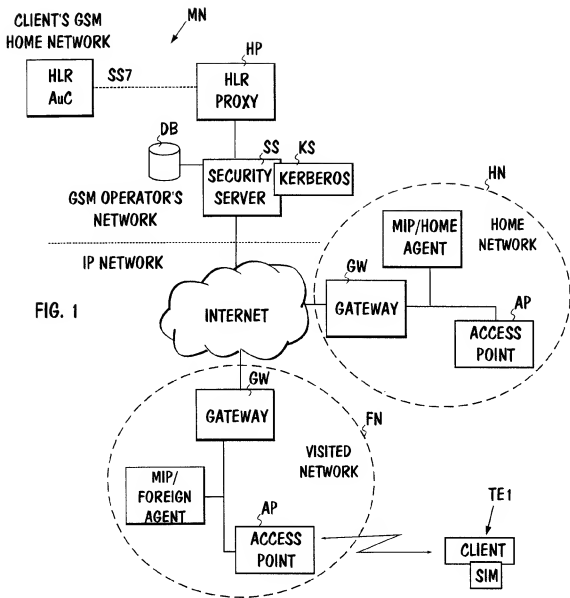 CLIENT'S GSM
HOME NETWORK
MN
HLR
AuC
SS7
HP
HLR
PROXY
DB
SS
KS
SECURITY
SERVER
KERBEROS
GSM OPERATOR'S
NETWORK
IP NETWORK
HN
MIP/HOME
AGENT
HOME
NETWORK
FIG. 1
INTERNET
GW
GATEWAY
AP
ACCESS
POINT
GW
GATEWAY
FN
VISITED
NETWORK
MIP/
FOREIGN
AGENT
AP
ACCESS
POINT
TE1
CLIENT
SIM